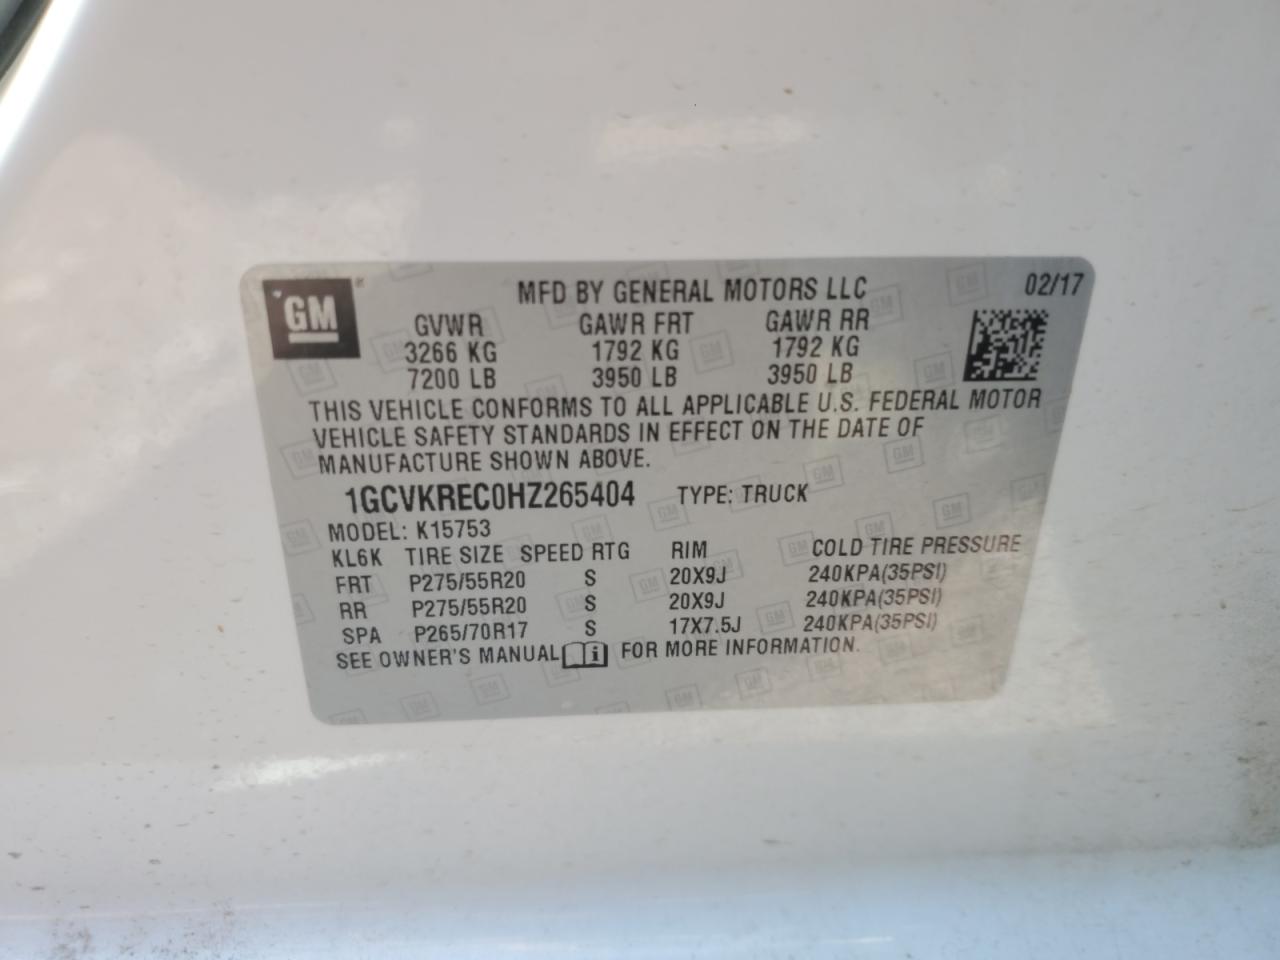 GM
MFD BY GENERAL MOTORS LLC 02/17
GVWR GAWR FRT GAWR RR
3266 KG 1792 KG 1792 KG
7200 LB 3950 LB 3950 LB
THIS VEHICLE CONFORMS TO ALL APPLICABLE U.S. FEDERAL MOTOR
VEHICLE SAFETY STANDARDS IN EFFECT ON THE DATE OF
MANUFACTURE SHOWN ABOVE.
1GCVKREC0HZ265404 TYPE: TRUCK
MODEL: K15753
KL6K TIRE SIZE SPEED RTG RIM COLD TIRE PRESSURE
FRT P275/55R20 S 20X9J 240KPA(35PSI)
RR P275/55R20 S 20X9J 240KPA(35PSI)
SPA P265/70R17 S 17X7.5J 240KPA(35PSI)
SEE OWNER'S MANUAL i FOR MORE INFORMATION.